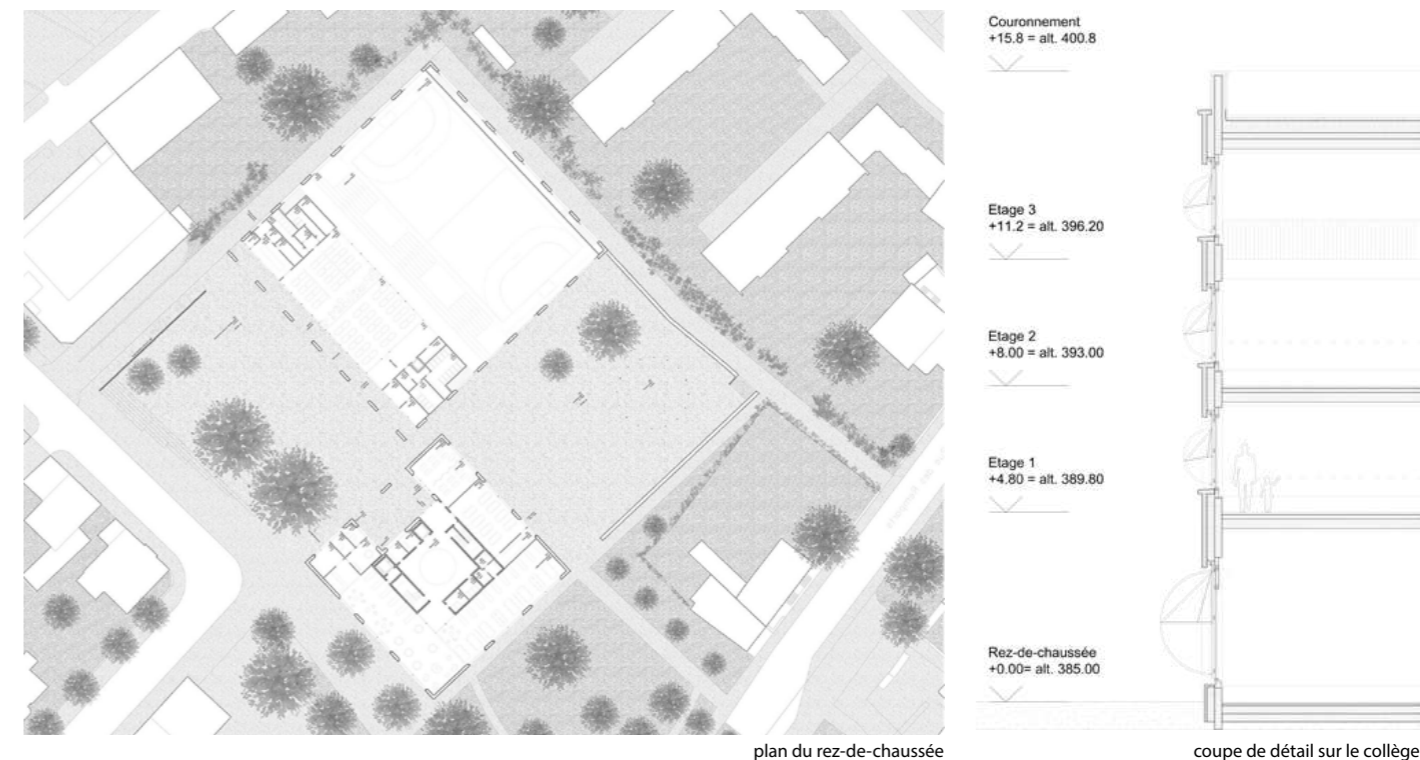 Couronnement
+15.8 = alt. 400.8
Etage 3
+11.2 = alt. 396.20
Etage 2
+8.00 = alt. 393.00
Etage 1
+4.80 = alt. 389.80
Rez-de-chaussée
+0.00= alt. 385.00
plan du rez-de-chaussée
coupe de détail sur le collège